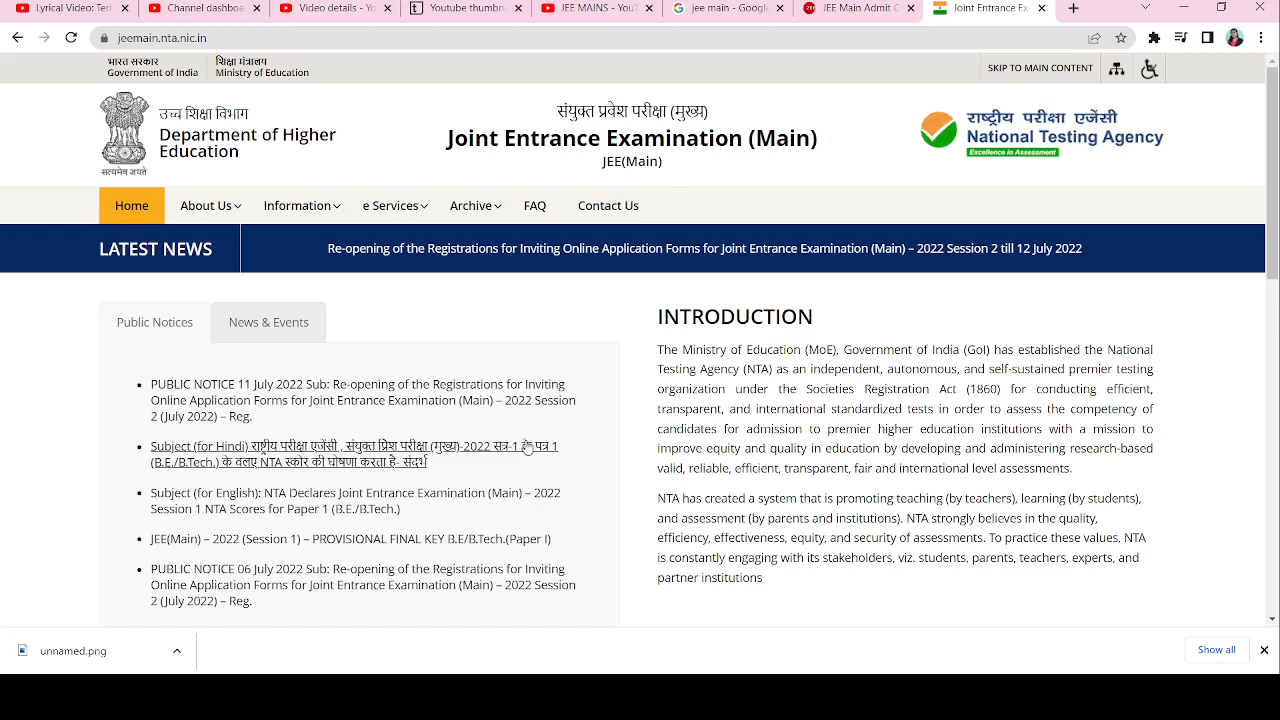 Lyrical Video: Teri
Channel dashboa
Video details - Yo
Youtube thumbn
JEE MAINS - YouT
jee main - Google
JEE Main Admit C
Joint Entrance Ex
jeemain.nta.nic.in
भारत सरकार
Government of India
शिक्षा मंत्रालय
Ministry of Education
SKIP TO MAIN CONTENT
उच्च शिक्षा विभाग
Department of Higher
Education
सत्यमेव जयते
संयुक्त प्रवेश परीक्षा (मुख्य)
Joint Entrance Examination (Main)
JEE(Main)
राष्ट्रीय परीक्षा एजेंसी
National Testing Agency
Excellence in Assessment
Home
About Us
Information
e Services
Archive
FAQ
Contact Us
LATEST NEWS
Re-opening of the Registrations for Inviting Online Application Forms for Joint Entrance Examination (Main) – 2022 Session 2 till 12 July 2022
Public Notices
News & Events
PUBLIC NOTICE 11 July 2022 Sub: Re-opening of the Registrations for Inviting
Online Application Forms for Joint Entrance Examination (Main) – 2022 Session
2 (July 2022) – Reg.
Subject (for Hindi) राष्ट्रीय परीक्षा एजेंसी , संयुक्त परीक्षा (मुख्य)-2022 सत्र-1 पत्र 1
(B.E./B.Tech.) के वलए NTA स्कोर की घोषणा करता है- संदर्भ
Subject (for English): NTA Declares Joint Entrance Examination (Main) – 2022
Session 1 NTA Scores for Paper 1 (B.E./B.Tech.)
JEE(Main) – 2022 (Session 1) – PROVISIONAL FINAL KEY B.E/B.Tech.(Paper I)
PUBLIC NOTICE 06 July 2022 Sub: Re-opening of the Registrations for Inviting
Online Application Forms for Joint Entrance Examination (Main) – 2022 Session
2 (July 2022) – Reg.
INTRODUCTION
The Ministry of Education (MoE), Government of India (GoI) has established the National
Testing Agency (NTA) as an independent, autonomous, and self-sustained premier testing
organization under the Societies Registration Act (1860) for conducting efficient,
transparent, and international standardized tests in order to assess the competency of
candidates for admission to premier higher education institutions with a mission to
improve equity and quality in education by developing and administering research-based
valid, reliable, efficient, transparent, fair and international level assessments.
NTA has created a system that is promoting teaching (by teachers), learning (by students),
and assessment (by parents and institutions). NTA strongly believes in the quality,
efficiency, effectiveness, equity, and security of assessments. To practice these values, NTA
is constantly engaging with its stakeholders, viz. students, parents, teachers, experts, and
partner institutions
unnamed.png
Show all